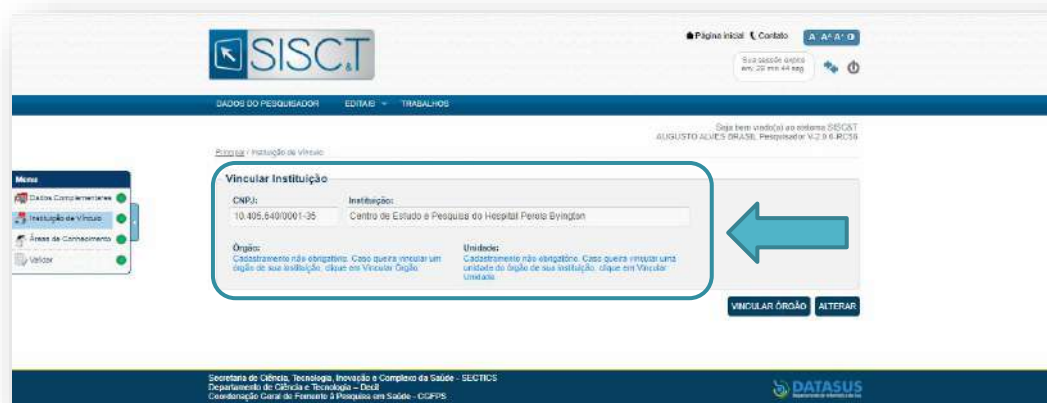 SISC&T
Página inicial Contato A A+ A-
Sua sessão expira
em: 29 min 44 seg
DADOS DO PESQUISADOR EDITAIS TRABALHOS
Seja bem vindo(a) ao sistema SISC&T
AUGUSTO ALVES BRASIL Pesquisador V.2.0.6-RC56
Principal / Instituição de Vínculo
Menu
Dados Complementares
Instituição de Vínculo
Áreas de Conhecimento
Validar
Vincular Instituição
CNPJ: Instituição:
10.405.640/0001-35 Centro de Estudo e Pesquisa do Hospital Perola Byington
Órgão: Unidade:
Cadastramento não obrigatório. Caso queira vincular um Cadastramento não obrigatório. Caso queira vincular uma
órgão de sua instituição, clique em Vincular Órgão. unidade do órgão de sua instituição, clique em Vincular
Unidade.
VINCULAR ÓRGÃO ALTERAR
Secretaria de Ciência, Tecnologia, Inovação e Complexo da Saúde - SECTICS
Departamento de Ciência e Tecnologia – Decit
Coordenação Geral de Fomento à Pesquisa em Saúde - CGFPS
DATASUS